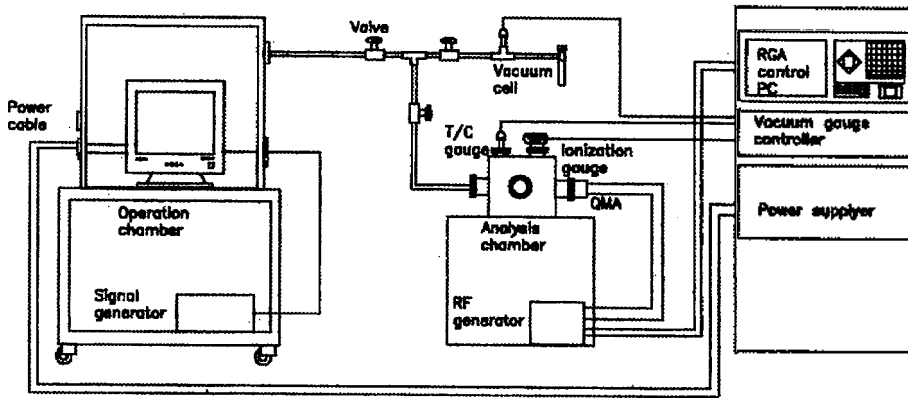 Valve
Vacuum
cell
RGA
control
PC
Power
cable
T/C
gauge
Ionization
gauge
Vacuum gauge
controller
QMA
Operation
chamber
Analysis
chamber
Power suppiyer
Signal
generator
RF
generator